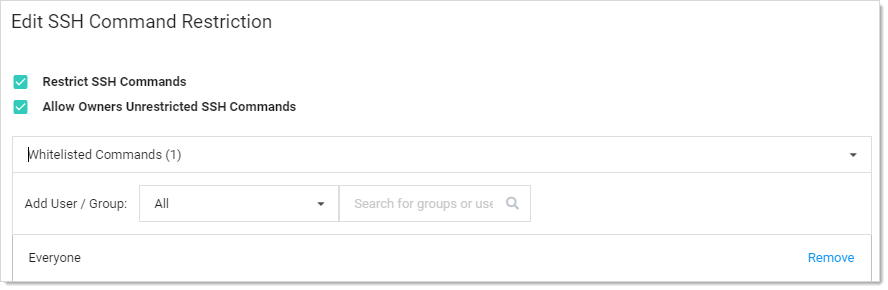 Edit SSH Command Restriction
Restrict SSH Commands
Allow Owners Unrestricted SSH Commands
Whitelisted Commands (1)
Add User / Group: All Search for groups or use
Everyone Remove